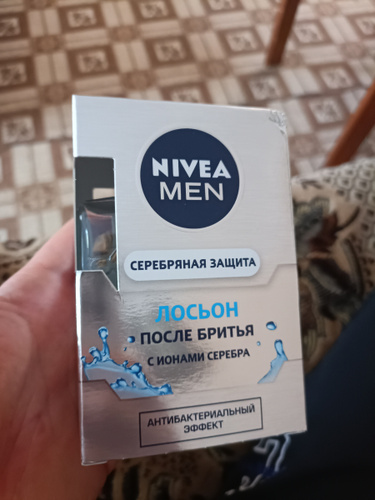 NIVEA
MEN
СЕРЕБРЯНАЯ ЗАЩИТА
ЛОСЬОН
ПОСЛЕ БРИТЬЯ
С ИОНАМИ СЕРЕБРА
АНТИБАКТЕРИАЛЬНЫЙ
ЭФФЕКТ